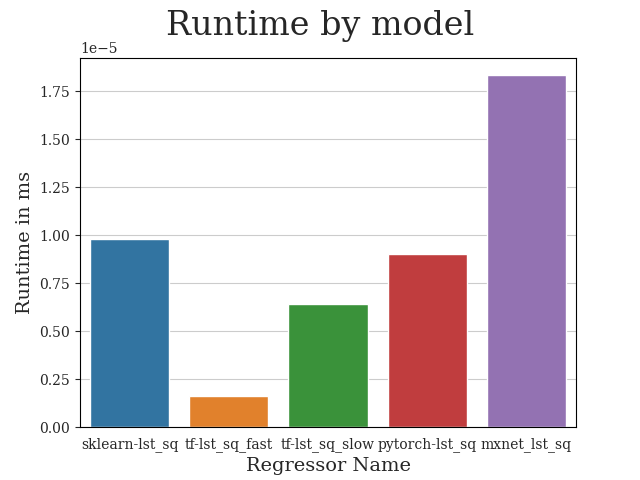 Runtime by model
1e−5
1.75
1.50
1.25
1.00
0.75
0.50
0.25
0.00
Runtime in ms
sklearn-lst_sq tf-lst_sq_fast tf-lst_sq_slow pytorch-lst_sq mxnet_lst_sq
Regressor Name